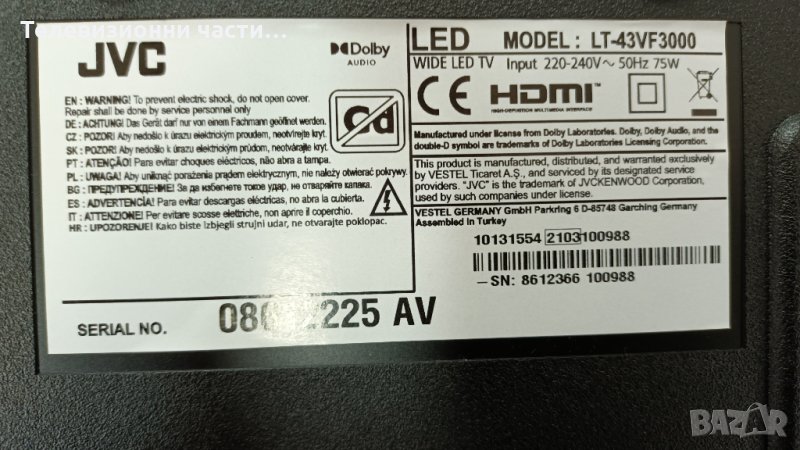 Телевизионни части...
JVC
Dolby
AUDIO
EN : WARNING! To prevent electric shock, do not open cover.
Repair shall be done by service personnel only
DE : ACHTUNG! Das Gerät darf nur von einem Fachmann geöffnet werden.
CZ : POZOR! Aby nedošlo k úrazu elektrickým proudem, neotvírejte kryt.
SK : POZOR! Aby nedošlo k úrazu elektrickým prúdom, neotvárajte kryt.
PT : ATENÇÃO! Para evitar choques eléctricos, não abra a tampa.
PL : UWAGA! Aby uniknąć porażenia prądem elektrycznym, nie należy otwierać pokrywy.
BG : ПРЕДУПРЕЖДЕНИЕ! За да избегнете токов удар, не отваряйте капака.
ES : ADVERTENCIA! Para evitar descargas eléctricas, no abra la cubierta.
IT : ATTENZIONE! Per evitare scosse elettriche, non aprire il coperchio.
HR : UPOZORENJE! Kako biste izbjegli strujni udar, ne otvarajte poklopac.
Cd
SERIAL NO.
225 AV
LED MODEL : LT-43VF3000
WIDE LED TV Input 220-240V~ 50Hz 75W
CE HDMI
HIGH-DEFINITION MULTIMEDIA INTERFACE
Manufactured under license from Dolby Laboratories. Dolby, Dolby Audio, and the
double-D symbol are trademarks of Dolby Laboratories Licensing Corporation.
This product is manufactured, distributed, and warranted exclusively
by VESTEL Ticaret A.Ş., and serviced by its designated service
providers. "JVC" is the trademark of JVCKENWOOD Corporation,
used by such companies under license.
VESTEL GERMANY GmbH Parkring 6 D-85748 Garching Germany
Assembled in Turkey
10131554 2103100988
SN: 8612366 100988
BAZAR